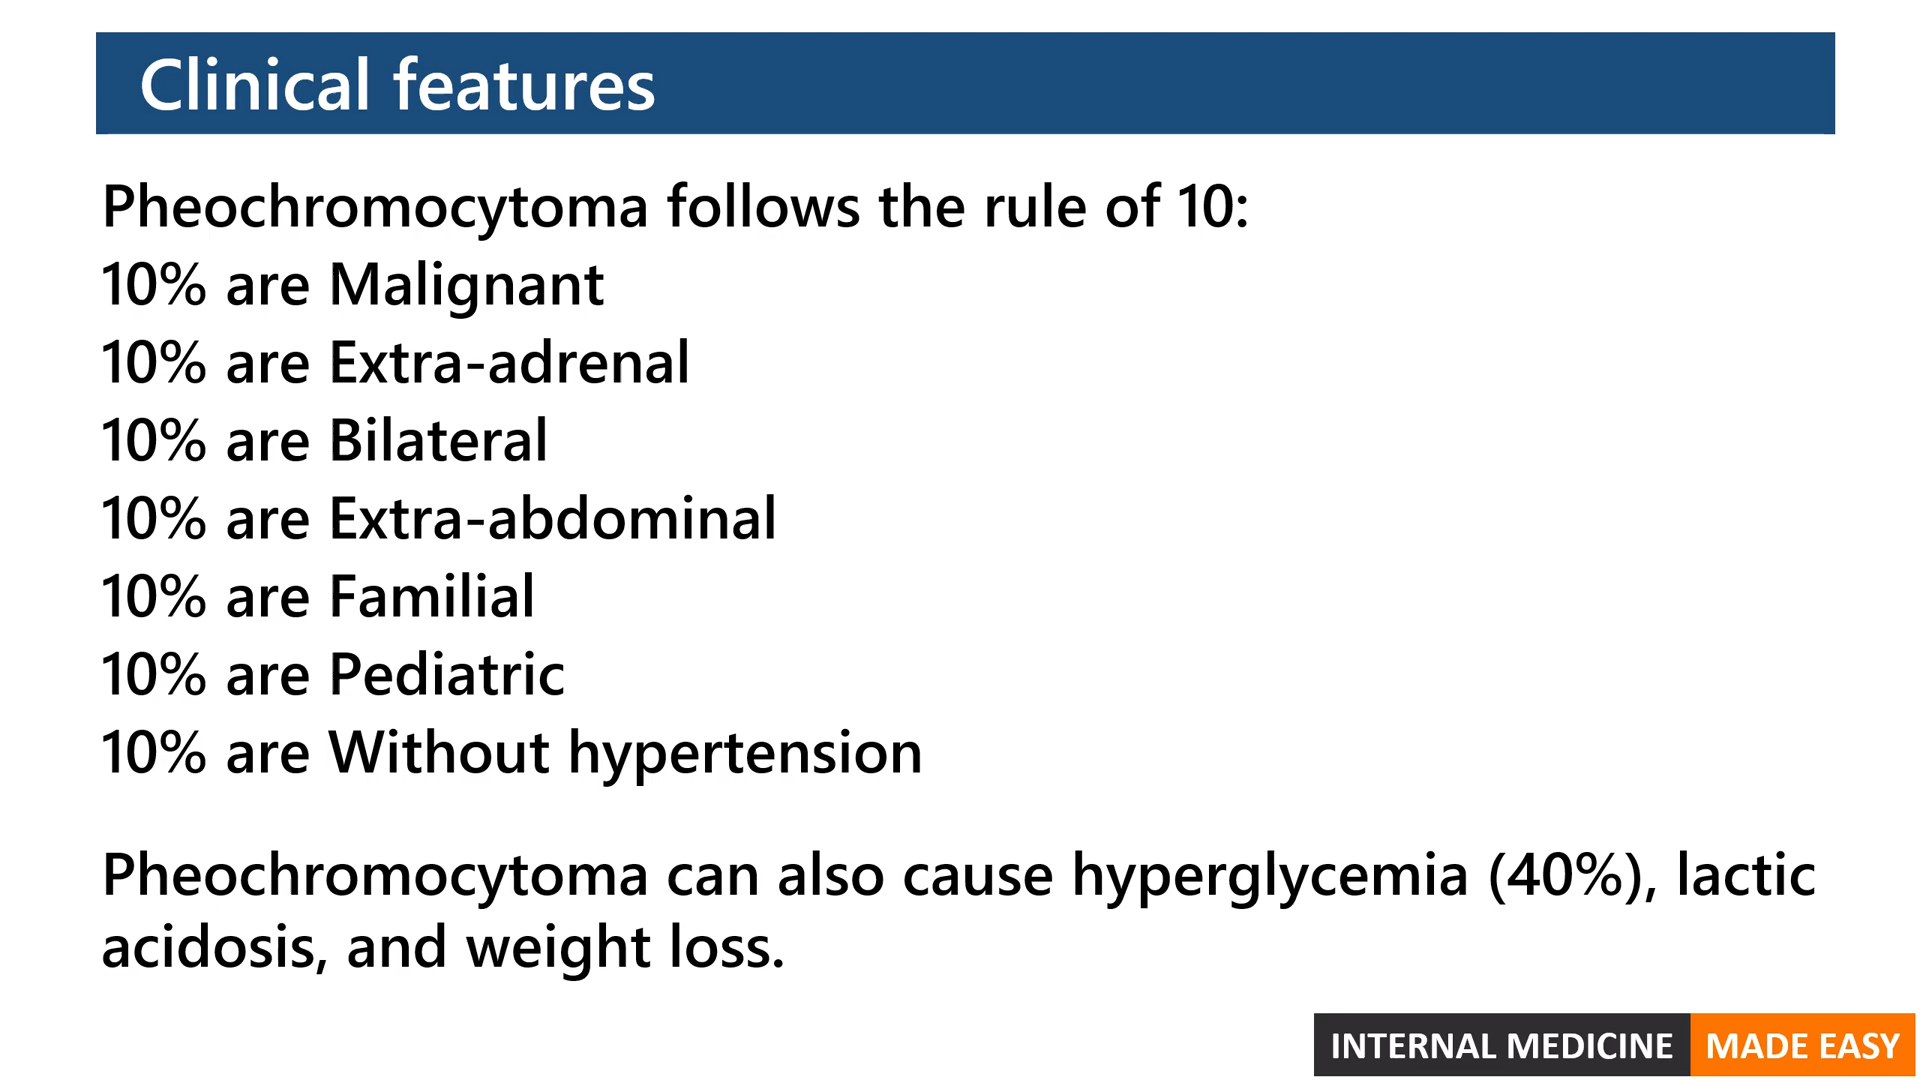 Clinical features
Pheochromocytoma follows the rule of 10:
10% are Malignant
10% are Extra-adrenal
10% are Bilateral
10% are Extra-abdominal
10% are Familial
10% are Pediatric
10% are Without hypertension
Pheochromocytoma can also cause hyperglycemia (40%), lactic
acidosis, and weight loss.
INTERNAL MEDICINE MADE EASY